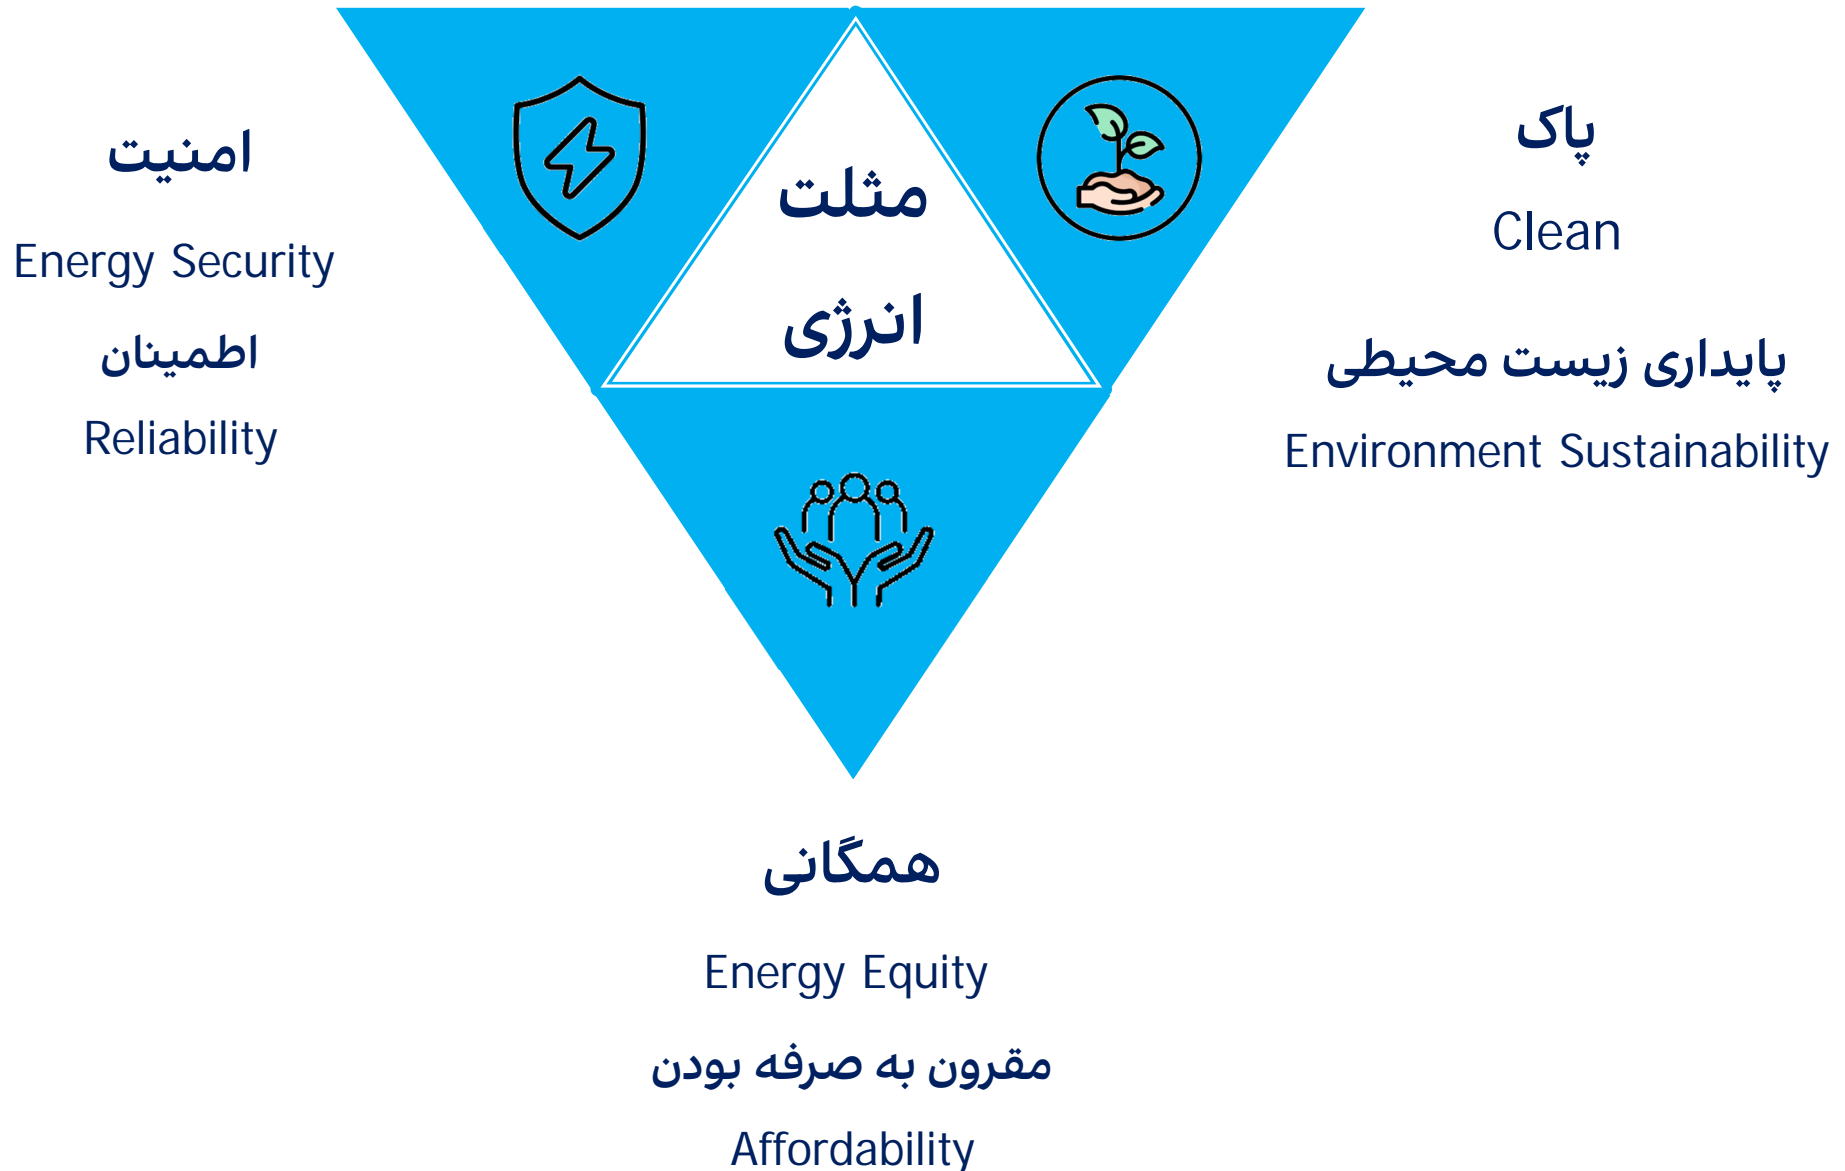 مثلت
انرژی
امنیت
Energy Security
اطمینان
Reliability
پاک
Clean
پایداری زیست محیطی
Environment Sustainability
همگانی
Energy Equity
مقرون به صرفه بودن
Affordability